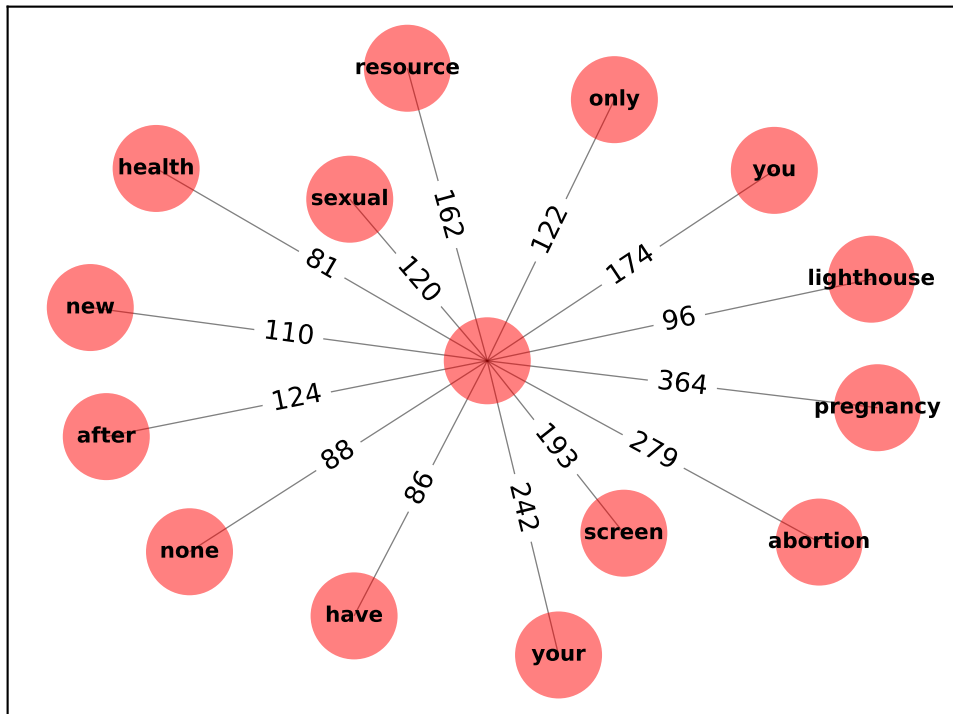 resource
only
health
you
sexual
162
122
174
81
120
lighthouse
new
110
96
364
pregnancy
124
after
88
193
279
86
242
screen
abortion
none
have
your